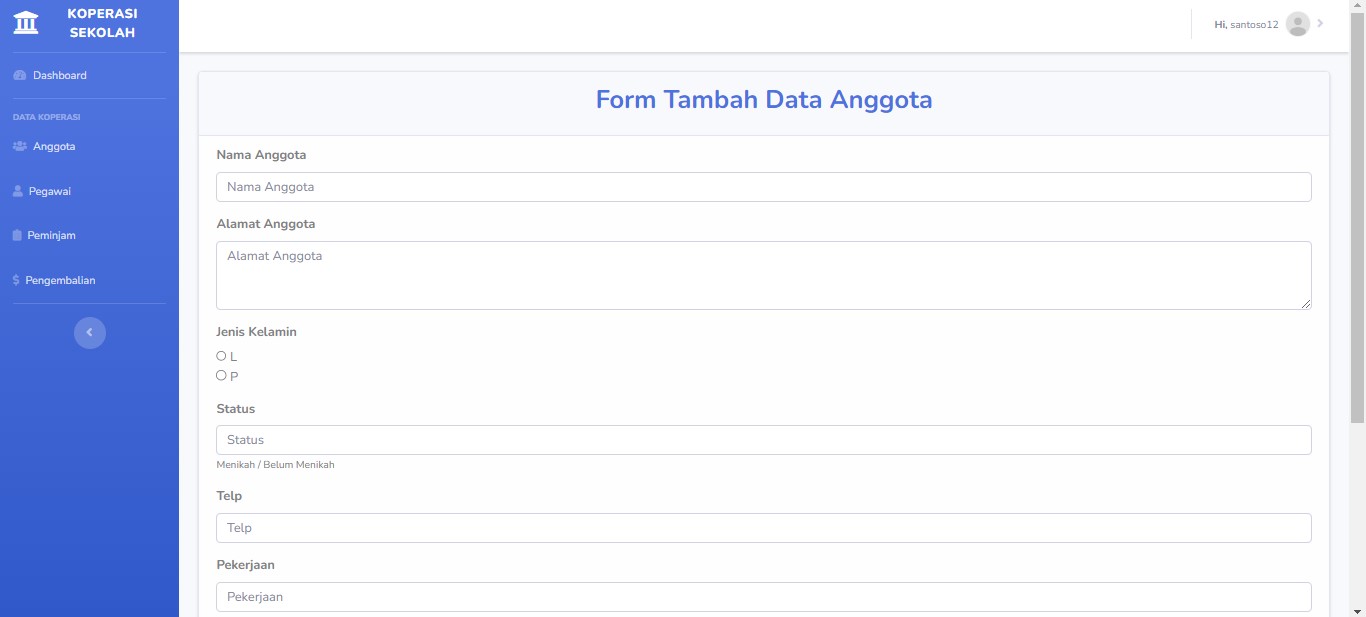 KOPERASI
SEKOLAH
Hi, santoso12
Dashboard
DATA KOPERASI
Anggota
Pegawai
Peminjam
Pengembalian
Form Tambah Data Anggota
Nama Anggota
Nama Anggota
Alamat Anggota
Alamat Anggota
Jenis Kelamin
L
P
Status
Status
Menikah / Belum Menikah
Telp
Telp
Pekerjaan
Pekerjaan